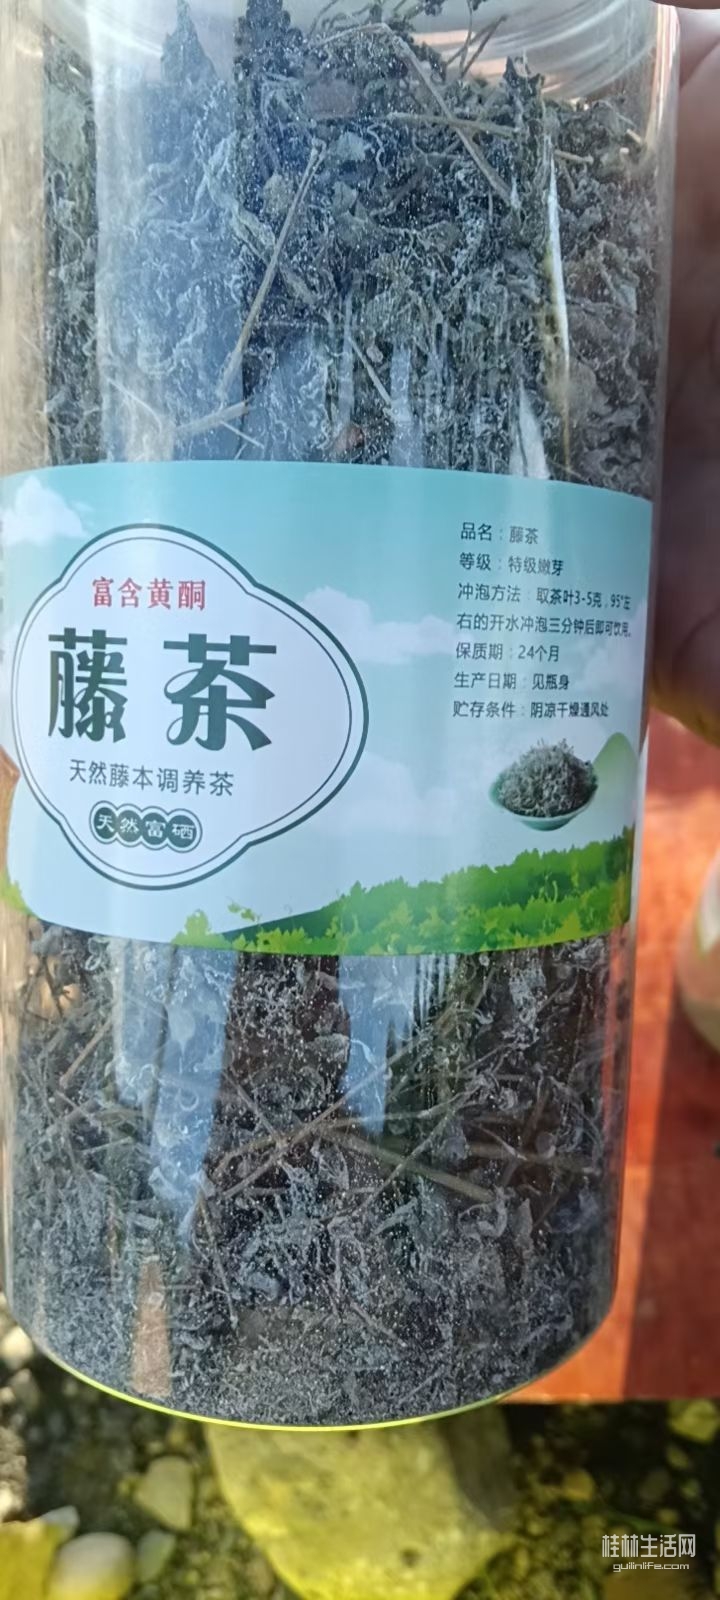 富含黄酮
藤茶
天然藤本调养茶
天然富硒
品名：藤茶
等级：特级嫩芽
冲泡方法：取茶叶3-5克，95°左
右的开水冲泡三分钟后即可饮用。
保质期：24个月
生产日期：见瓶身
贮存条件：阴凉干燥通风处
桂林生活网
guilinlife.com